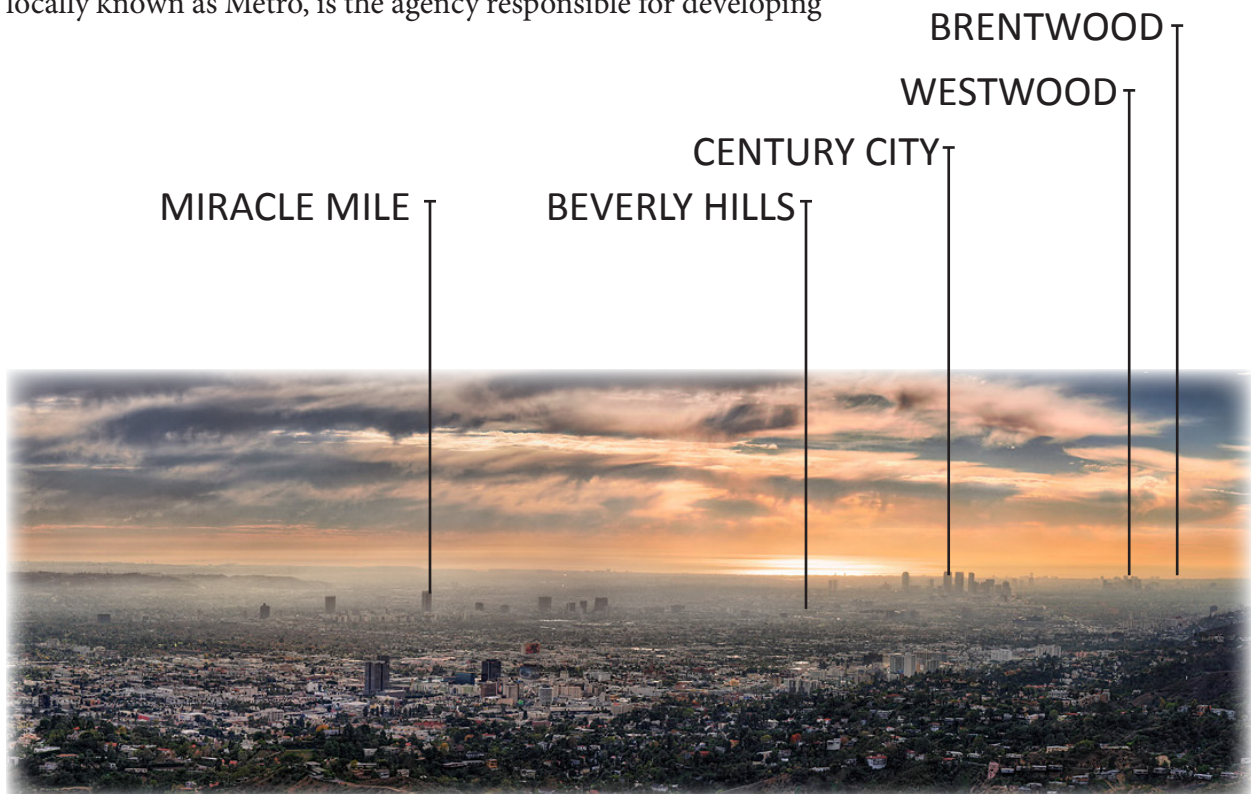 locally known as Metro, is the agency responsible for developing
BRENTWOOD
WESTWOOD
CENTURY CITY
MIRACLE MILE
BEVERLY HILLS